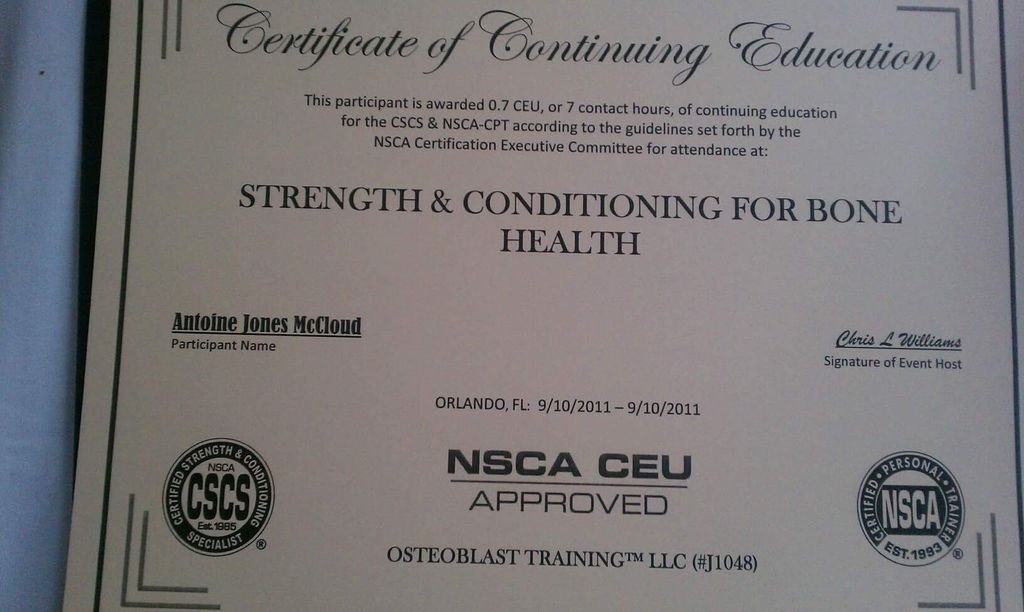 Certificate of Continuing Education
This participant is awarded 0.7 CEU, or 7 contact hours, of continuing education
for the CSCS & NSCA-CPT according to the guidelines set forth by the
NSCA Certification Executive Committee for attendance at:
STRENGTH & CONDITIONING FOR BONE
HEALTH
Antoine Jones McCloud
Participant Name
Chris L Williams
Signature of Event Host
ORLANDO, FL: 9/10/2011 – 9/10/2011
CERTIFIED STRENGTH & CONDITIONING
NSCA
CSCS
Est.1985
SPECIALIST
®
NSCA CEU
APPROVED
CERTIFIED • PERSONAL • TRAINER
NSCA
EST.1993
®
OSTEOBLAST TRAINING™ LLC (#J1048)